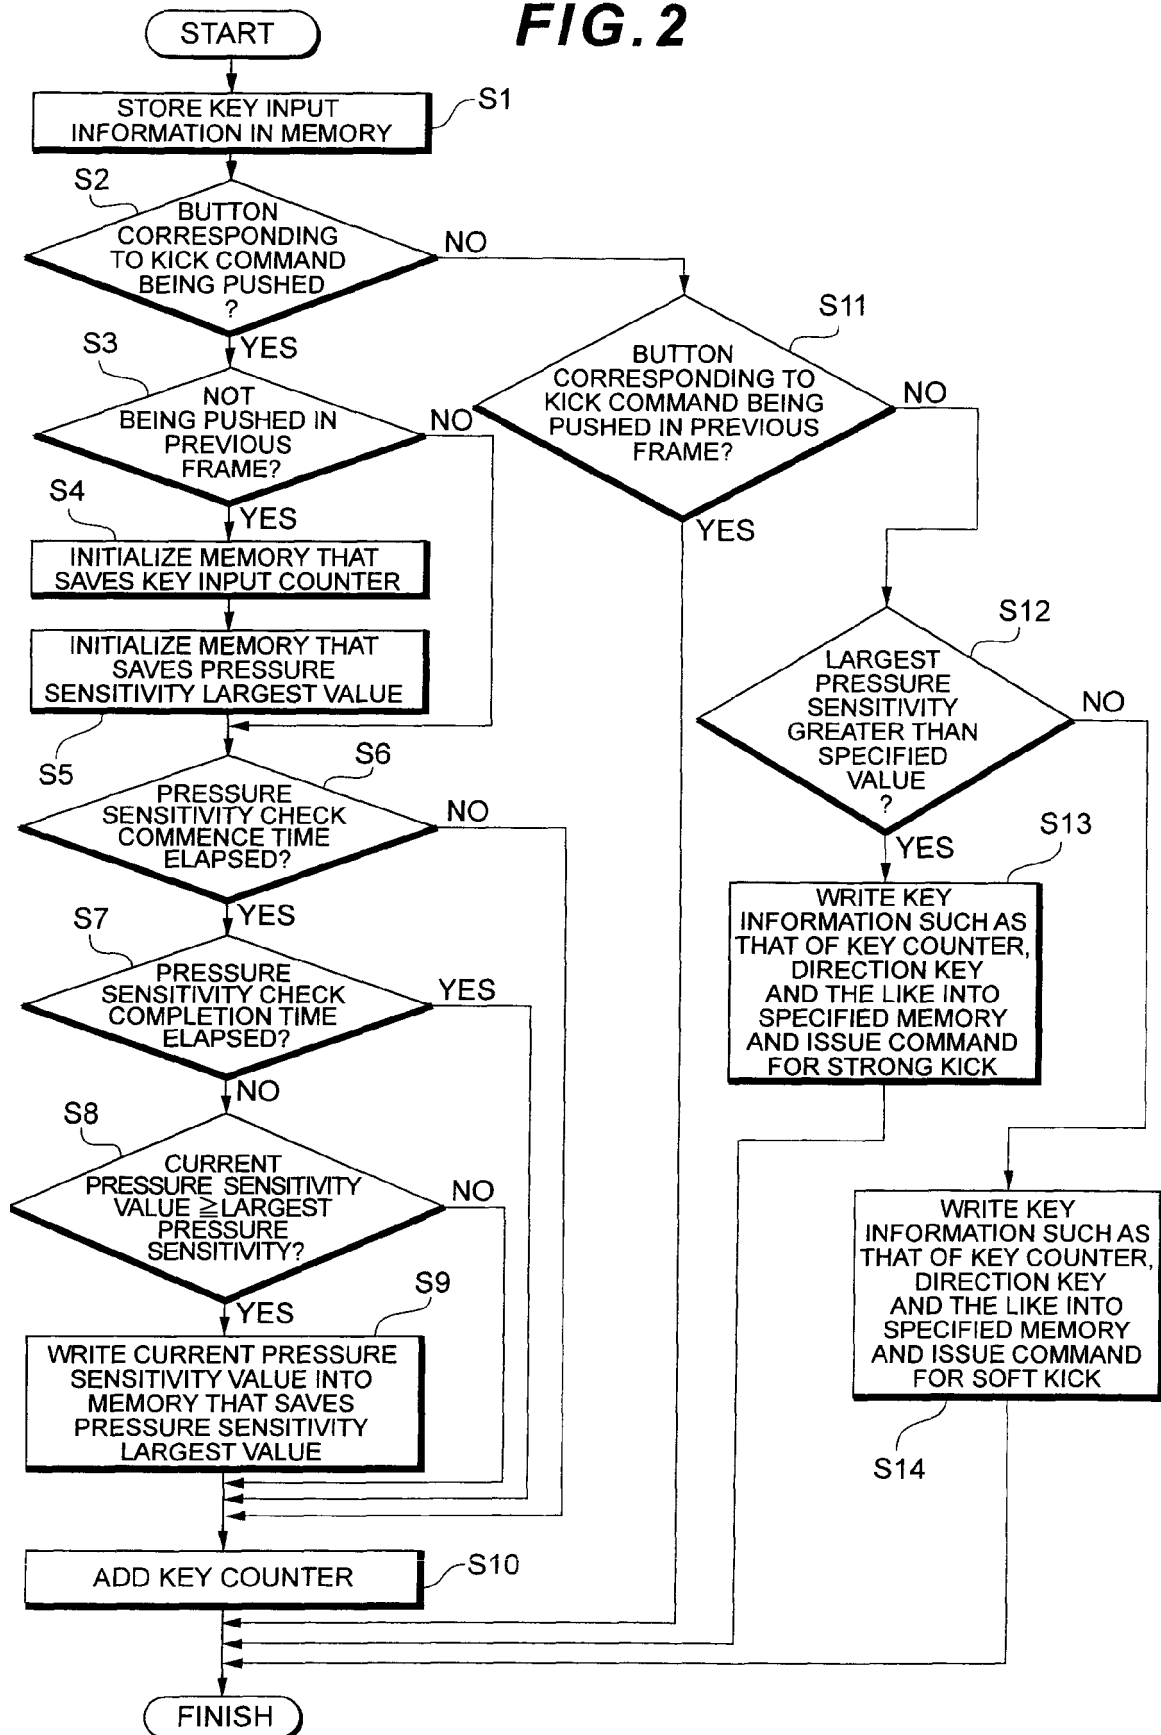 FIG.2
START
STORE KEY INPUT
INFORMATION IN MEMORY
S1
S2
BUTTON
CORRESPONDING
TO KICK COMMAND
BEING PUSHED
?
NO
YES
S3
NOT
BEING PUSHED IN
PREVIOUS
FRAME?
NO
YES
S4
INITIALIZE MEMORY THAT
SAVES KEY INPUT COUNTER
INITIALIZE MEMORY THAT
SAVES PRESSURE
SENSITIVITY LARGEST VALUE
S5
S6
PRESSURE
SENSITIVITY CHECK
COMMENCE TIME
ELAPSED?
NO
YES
S7
PRESSURE
SENSITIVITY CHECK
COMPLETION TIME
ELAPSED?
YES
NO
S8
CURRENT
PRESSURE SENSITIVITY
VALUE ≧LARGEST
PRESSURE
SENSITIVITY?
NO
YES
S9
WRITE CURRENT PRESSURE
SENSITIVITY VALUE INTO
MEMORY THAT SAVES
PRESSURE SENSITIVITY
LARGEST VALUE
ADD KEY COUNTER
S10
FINISH
S11
BUTTON
CORRESPONDING TO
KICK COMMAND BEING
PUSHED IN PREVIOUS
FRAME?
NO
YES
S12
LARGEST
PRESSURE
SENSITIVITY
GREATER THAN
SPECIFIED
VALUE
?
NO
YES
S13
WRITE KEY
INFORMATION SUCH AS
THAT OF KEY COUNTER,
DIRECTION KEY
AND THE LIKE INTO
SPECIFIED MEMORY
AND ISSUE COMMAND
FOR STRONG KICK
WRITE KEY
INFORMATION SUCH AS
THAT OF KEY COUNTER,
DIRECTION KEY
AND THE LIKE INTO
SPECIFIED MEMORY
AND ISSUE COMMAND
FOR SOFT KICK
S14